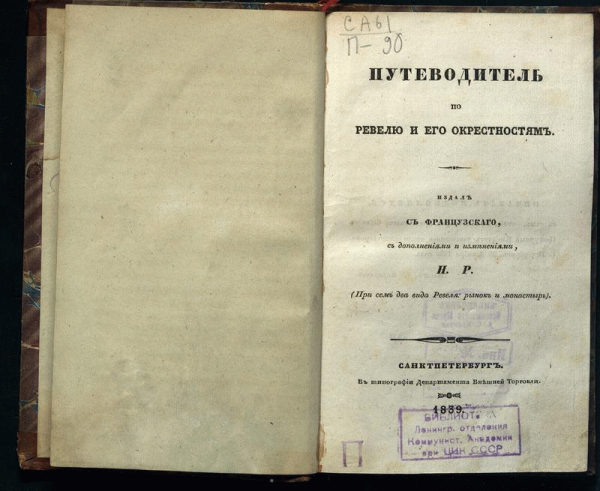 СА61
П-90
ПУТЕВОДИТЕЛЬ
ПО
РЕВЕЛЮ И ЕГО ОКРЕСТНОСТЯМЪ.
ИЗДАЛЪ
СЪ ФРАНЦУЗСКАГО,
съ дополненіями и измѣненіями,
И. Р.
(При семъ два вида Ревеля: рынокъ и монастырь).
САНКТПЕТЕРБУРГЪ.
Въ типографіи Департамента Внѣшней Торговли.
1839.
БИБЛИОТЕКА
Ленингр. отделения
Коммунист. Академии
при ЦИК СССР